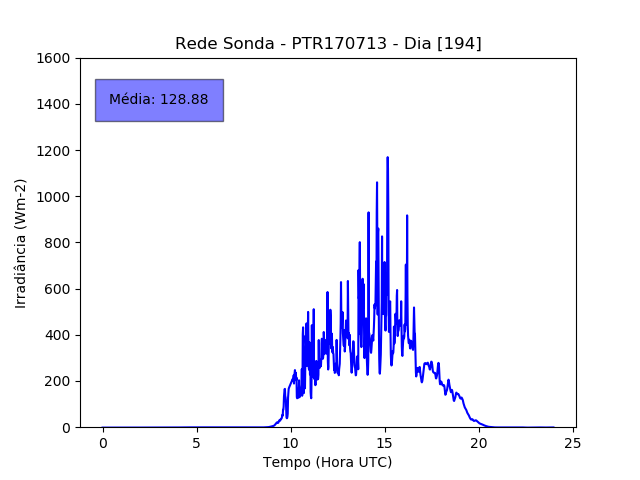 Rede Sonda - PTR170713 - Dia [194]
1600
1400
1200
1000
800
600
400
200
0
Irradiância (Wm-2)
Média: 128.88
0 5 10 15 20 25
Tempo (Hora UTC)